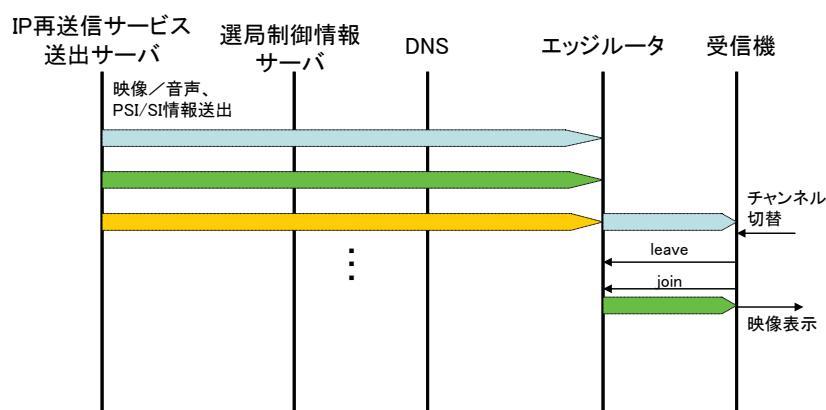 IP再送信サービス
送出サーバ
選局制御情報
サーバ
DNS
エッジルータ
受信機
映像／音声、
PSI/SI情報送出
チャンネル
切替
leave
join
映像表示